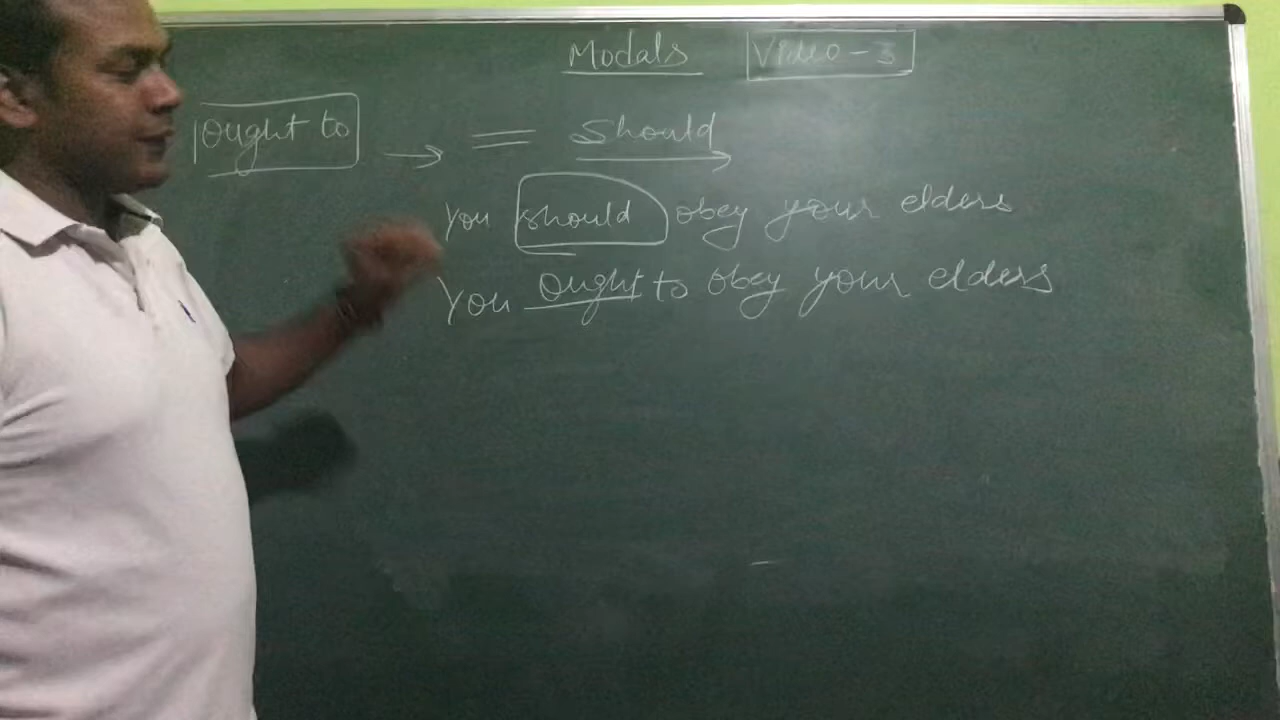 Modals Video - 3
Ought to → = Should
You should obey your elders
You ought to obey your elders